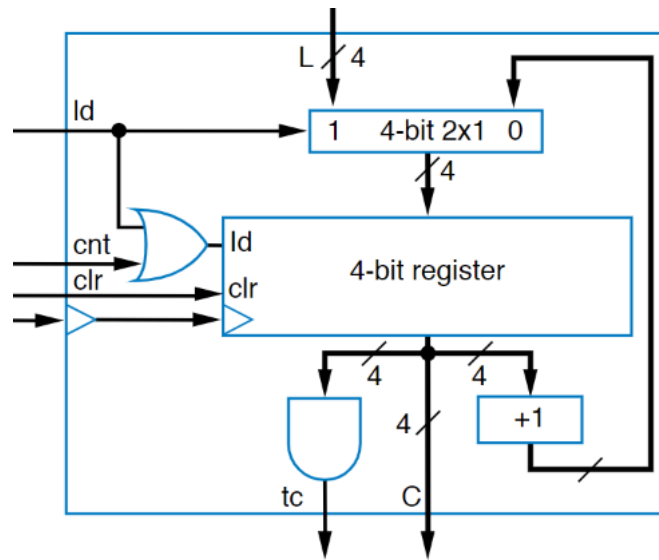 L 4
ld
1 4-bit 2x1 0
4
cnt
ld
4-bit register
clr
clr
4 4
4
+1
tc C